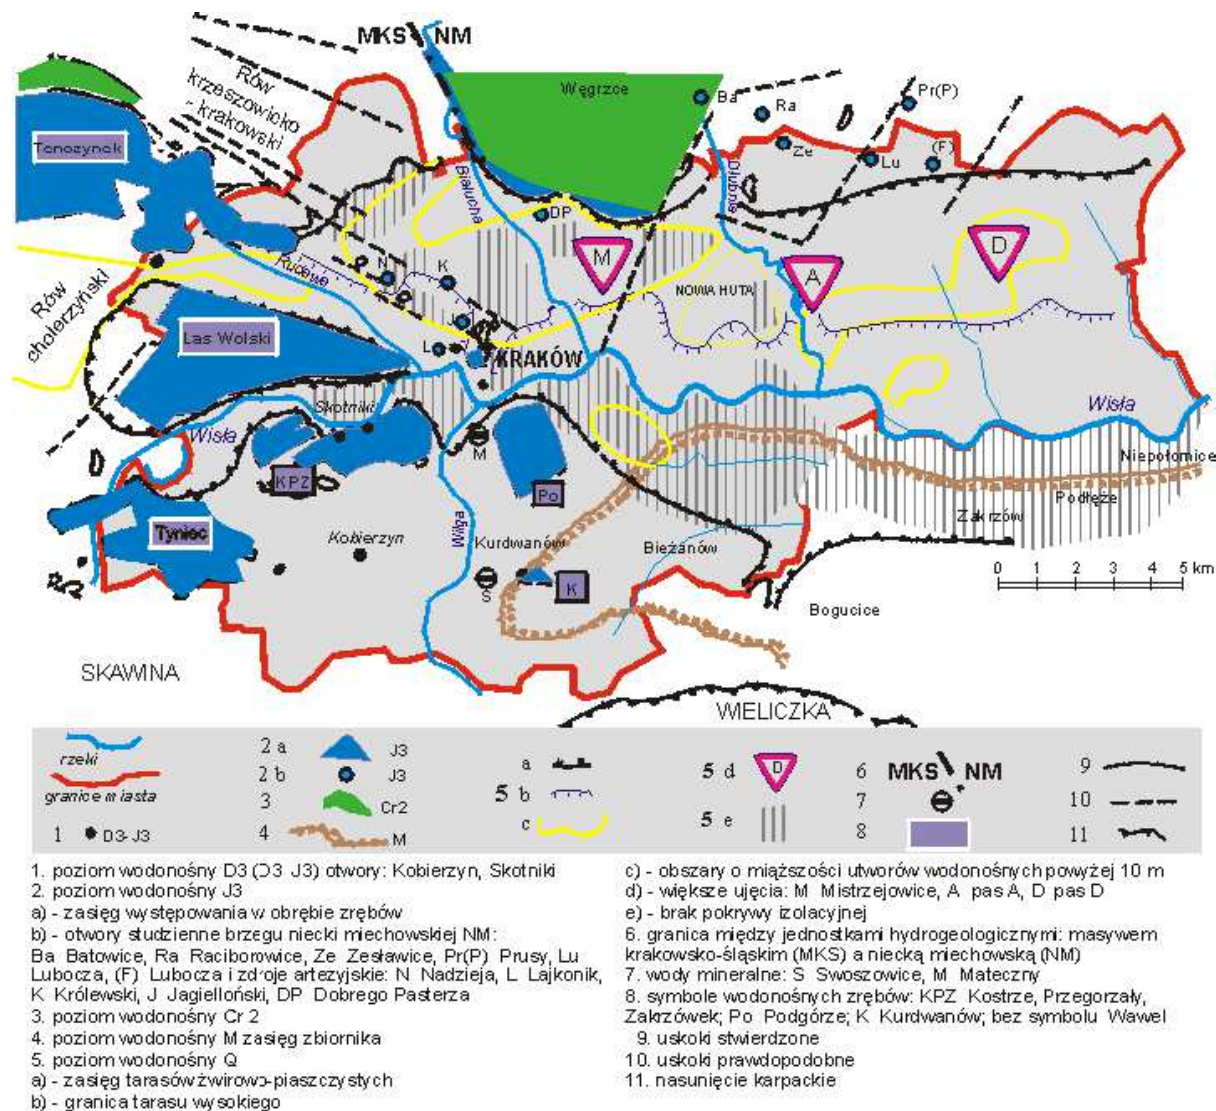 MKS NM
Rów
krzeszowicko
- krakowski
Węgrzce
Ba
Ra
Pr(P)
Ze
Lu
(F)
Tenczynek
Białucha
Dłubnia
DP
M
A
D
Rów
cholerzyński
Rudawa
N
K
J
L
NOWA HUTA
Las Wolski
KRAKÓW
Skotniki
Wisła
Wisła
M
KPZ
Po
Niepołomice
Podłęże
Zakrzów
Tyniec
Kobierzyn
Wilga
Kurdwanów
Bieżanów
S
K
0 1 2 3 4 5 km
Bogucice
SKAWINA
WIELICZKA
rzeki
granice miasta
1 D3-J3
2 a J3
2 b J3
3 Cr2
4 M
5
a
b
c
5 d D
5 e
6 MKS NM
7
8
9
10
11
1. poziom wodonośny D3 (D3 J3) otwory: Kobierzyn, Skotniki
2. poziom wodonośny J3
a) - zasięg występowania w obrębie zrębów
b) - otwory studzienne brzegu niecki miechowskiej NM:
Ba Batowice, Ra Raciborowice, Ze Zesławice, Pr(P) Prusy, Lu
Lubocza, (F) Lubocza i zdroje artezyjskie: N Nadzieja, L Lajkonik,
K Królewski, J Jagielloński, DP Dobrego Pasterza
3. poziom wodonośny Cr 2
4. poziom wodonośny M zasięg zbiornika
5. poziom wodonośny Q
a) - zasięg tarasów żwirowo-piaszczystych
b) - granica tarasu wysokiego
c) - obszary o miąższości utworów wodonośnych powyżej 10 m
d) - większe ujęcia: M Mistrzejowice, A pas A, D pas D
e) - brak pokrywy izolacyjnej
6. granica między jednostkami hydrogeologicznymi: masywem
krakowsko-śląskim (MKS) a niecką miechowską (NM)
7. wody mineralne: S Swoszowice, M Mateczny
8. symbole wodonośnych zrębów: KPZ Kostrze, Przegorzały,
Zakrzówek; Po Podgórze; K Kurdwanów; bez symbolu Wawel
9. uskoki stwierdzone
10. uskoki prawdopodobne
11. nasunięcie karpackie